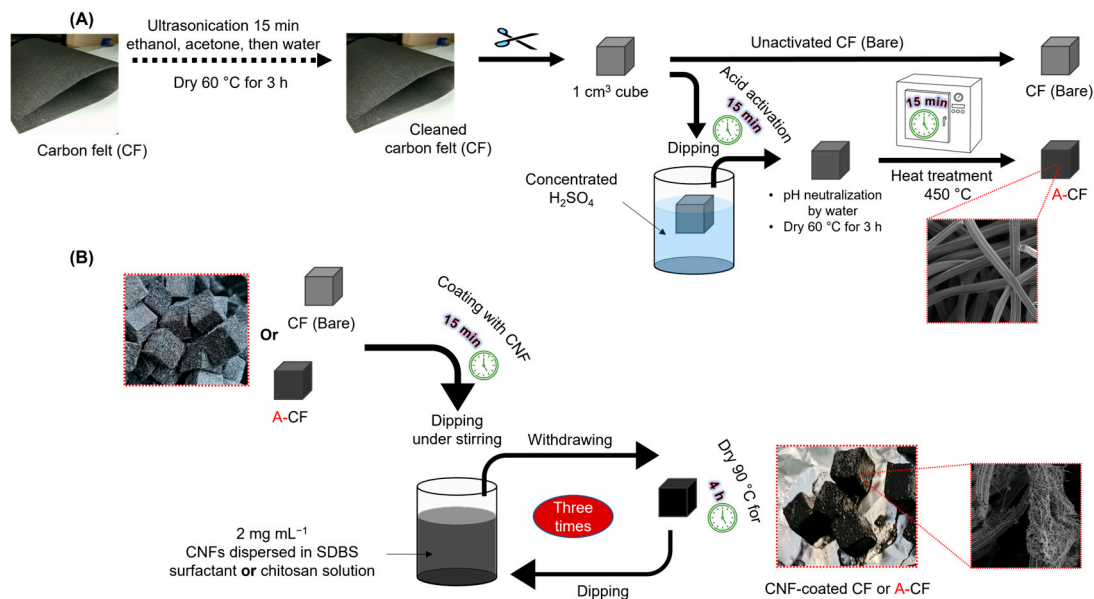 (A)
Ultrasonication 15 min
ethanol, acetone, then water
Dry 60 °C for 3 h
Carbon felt (CF)
Cleaned
carbon felt (CF)
1 cm³ cube
Unactivated CF (Bare)
CF (Bare)
Acid activation
15 min
Dipping
Concentrated
H₂SO₄
• pH neutralization
by water
• Dry 60 °C for 3 h
15 min
Heat treatment
450 °C
A-CF
(B)
Or
CF (Bare)
A-CF
Coating with CNF
15 min
Dipping
under stirring
Withdrawing
Three
times
Dry 90 °C for
4 h
Dipping
2 mg mL⁻¹
CNFs dispersed in SDBS
surfactant or chitosan solution
CNF-coated CF or A-CF